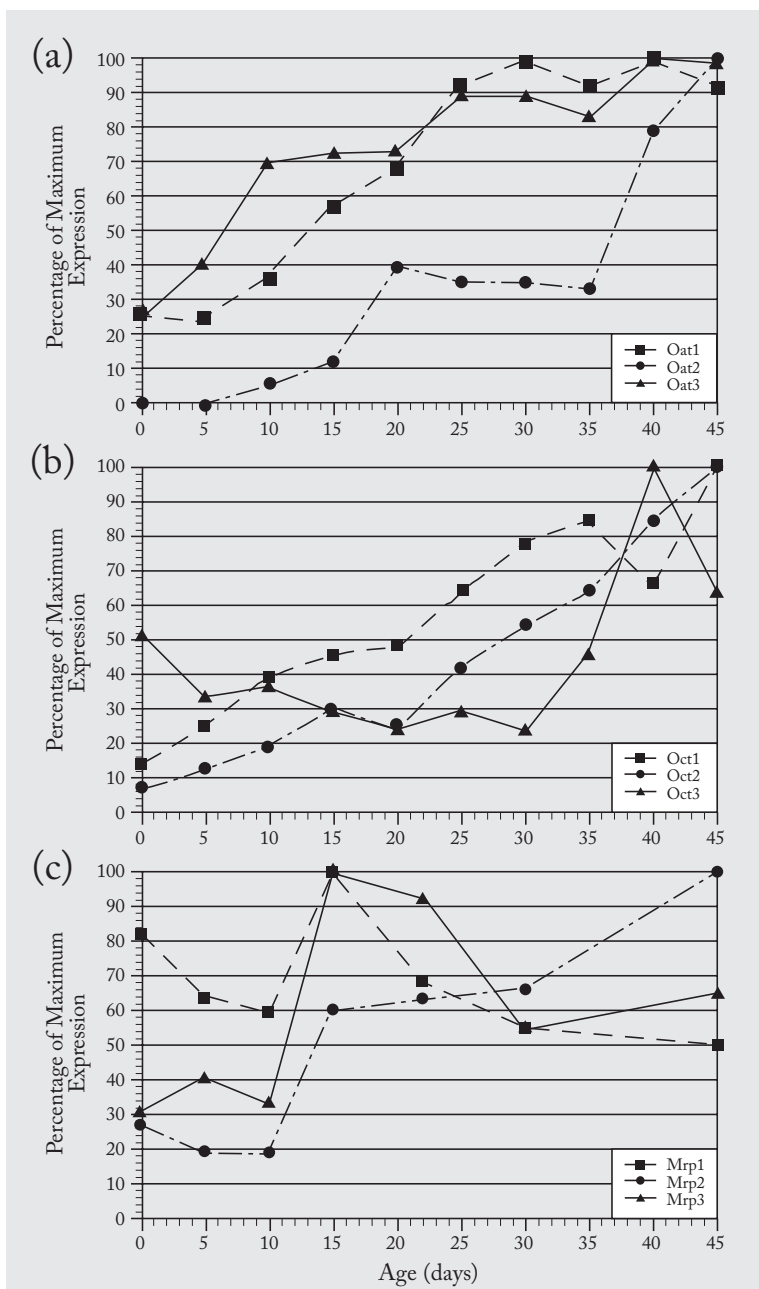 (a)
Percentage of Maximum
Expression
100
90
80
70
60
50
40
30
20
10
0
0 5 10 15 20 25 30 35 40 45
Oat1
Oat2
Oat3
(b)
Percentage of Maximum
Expression
100
90
80
70
60
50
40
30
20
10
0
0 5 10 15 20 25 30 35 40 45
Oct1
Oct2
Oct3
(c)
Percentage of Maximum
Expression
100
90
80
70
60
50
40
30
20
10
0
0 5 10 15 20 25 30 35 40 45
Mrp1
Mrp2
Mrp3
Age (days)